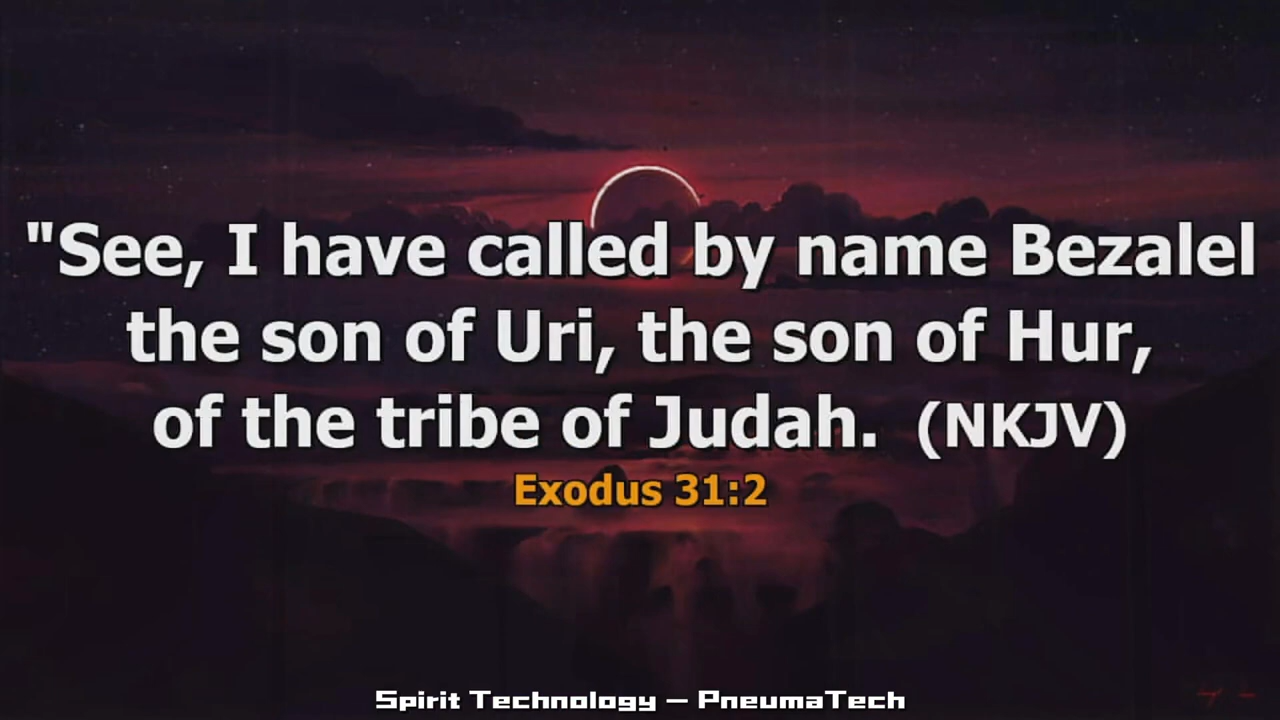 "See, I have called by name Bezalel
the son of Uri, the son of Hur,
of the tribe of Judah.  (NKJV)
Exodus 31:2
Spirit Technology — PneumaTech